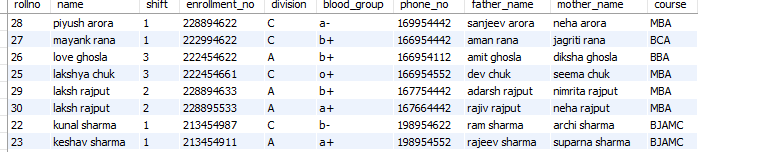 rollno name shift enrollment_no division blood_group phone_no father_name mother_name course
28 piyush arora 1 228894622 C a- 169954442 sanjeev arora neha arora MBA
27 mayank rana 1 222994622 C b+ 166954442 aman rana jagriti rana BCA
26 love ghosla 3 222454622 A b+ 166954112 amit ghosla diksha ghosla BBA
25 lakshya chuk 3 222454661 C o+ 166954552 dev chuk seema chuk MBA
29 laksh rajput 2 228894633 A b+ 167754442 adarsh rajput nimrita rajput MBA
30 laksh rajput 2 228895533 A a+ 167664442 rajiv rajput neha rajput MBA
22 kunal sharma 1 213454987 C b- 198954622 ram sharma archi sharma BJAMC
23 keshav sharma 1 213454911 A a+ 198954552 rajeev sharma suparna sharma BJAMC